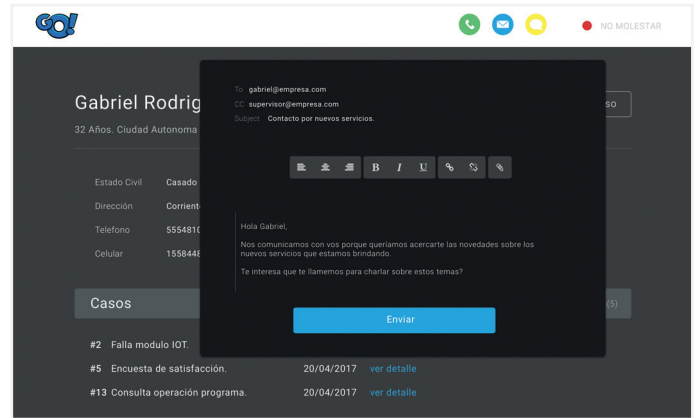 GO!
NO MOLESTAR
Gabriel Rodrig
SO
32 Años. Ciudad Autonoma
To gabriel@empresa.com
CC supervisor@empresa.com
Subject Contacto por nuevos servicios.
B I U
Estado Civil Casado
Dirección Corrient
Telefono 5554810
Celular 1558448
Hola Gabriel,
Nos comunicamos con vos porque queríamos acercarte las novedades sobre los
nuevos servicios que estamos brindando.
Te interesa que te llamemos para charlar sobre estos temas?
Enviar
Casos
(5)
#2 Falla modulo IOT.
#5 Encuesta de satisfacción. 20/04/2017 ver detalle
#13 Consulta operación programa. 20/04/2017 ver detalle